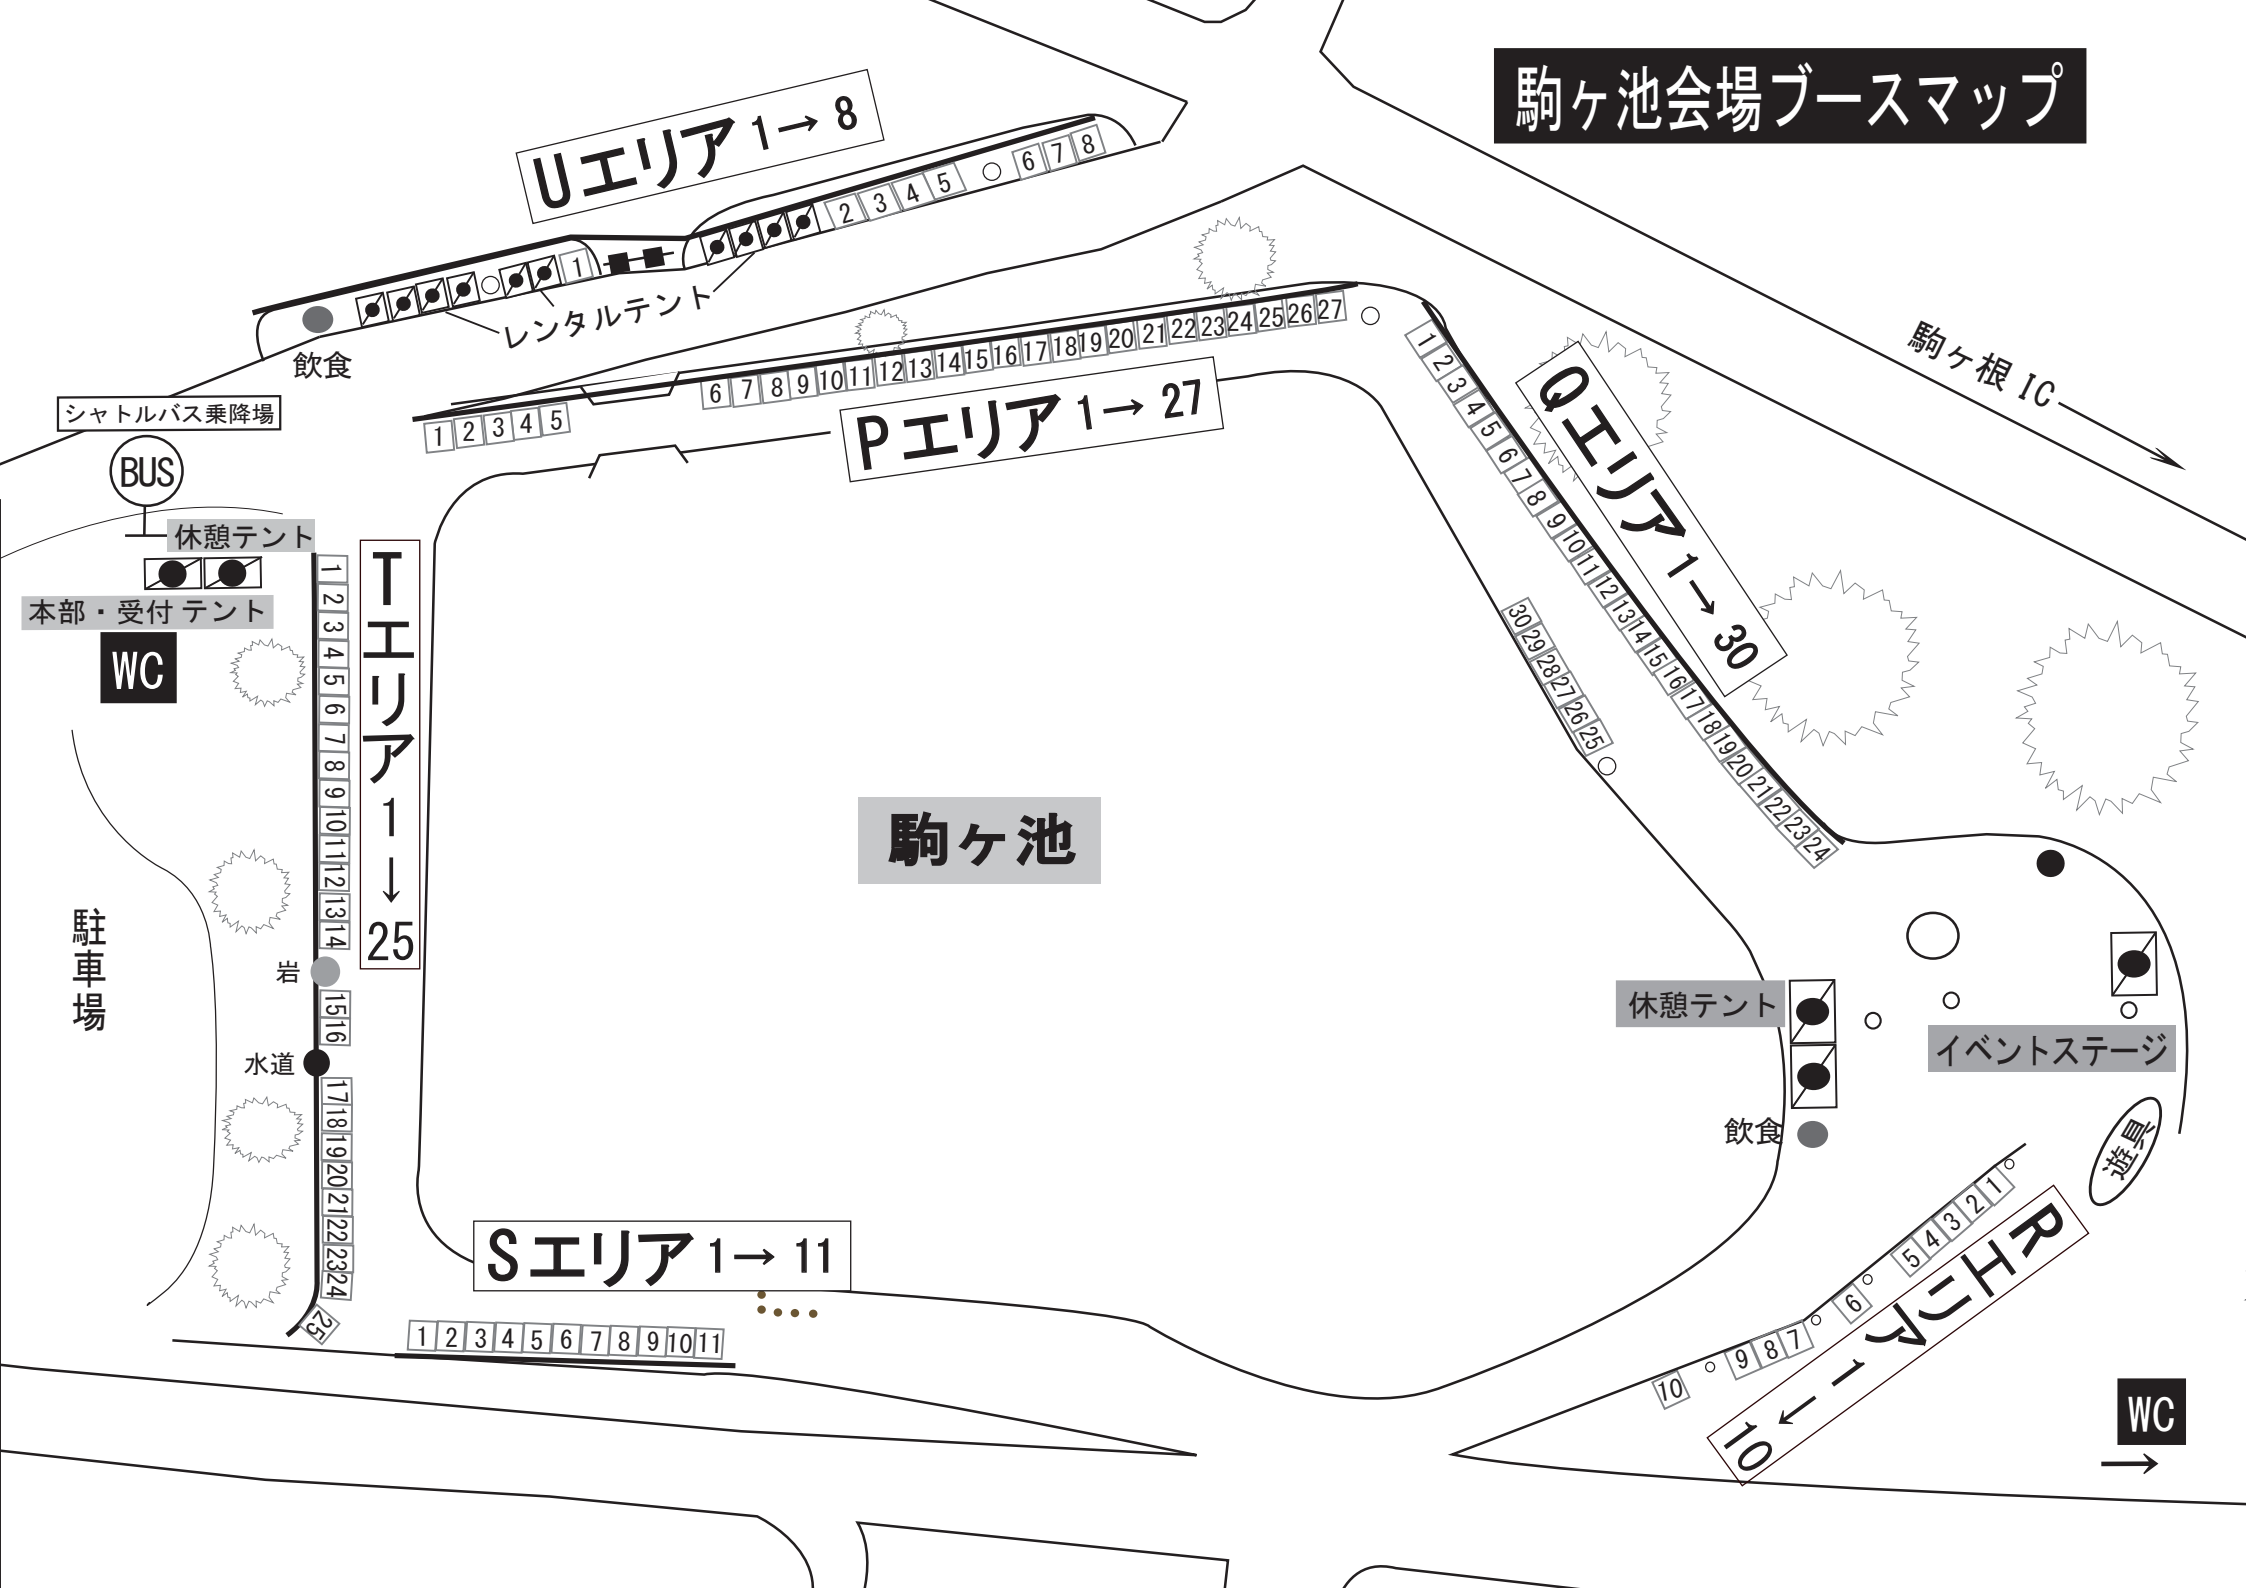 駒ヶ池会場ブースマップ
Uエリア 1→ 8
1
2 3 4 5
6 7 8
レンタルテント
飲食
駒ヶ根 IC
シャトルバス乗降場
BUS
Pエリア 1→ 27
1 2 3 4 5
6 7 8 9 10 11 12 13 14 15 16 17 18 19 20 21 22 23 24 25 26 27
Qエリア 1→ 30
1 2 3 4 5 6 7 8 9 10 11 12 13 14 15 16 17 18 19 20 21 22 23 24
30 29 28 27 26 25
休憩テント
本部・受付 テント
WC
Tエリア 1→ 25
1 2 3 4 5 6 7 8 9 10 11 12 13 14
岩
15 16
水道
17 18 19 20 21 22 23 24
25
駐車場
駒ヶ池
休憩テント
飲食
イベントステージ
遊具
Rエリア 1→ 10
1 2 3 4 5
6
7 8 9
10
Sエリア 1→ 11
1 2 3 4 5 6 7 8 9 10 11
WC
→